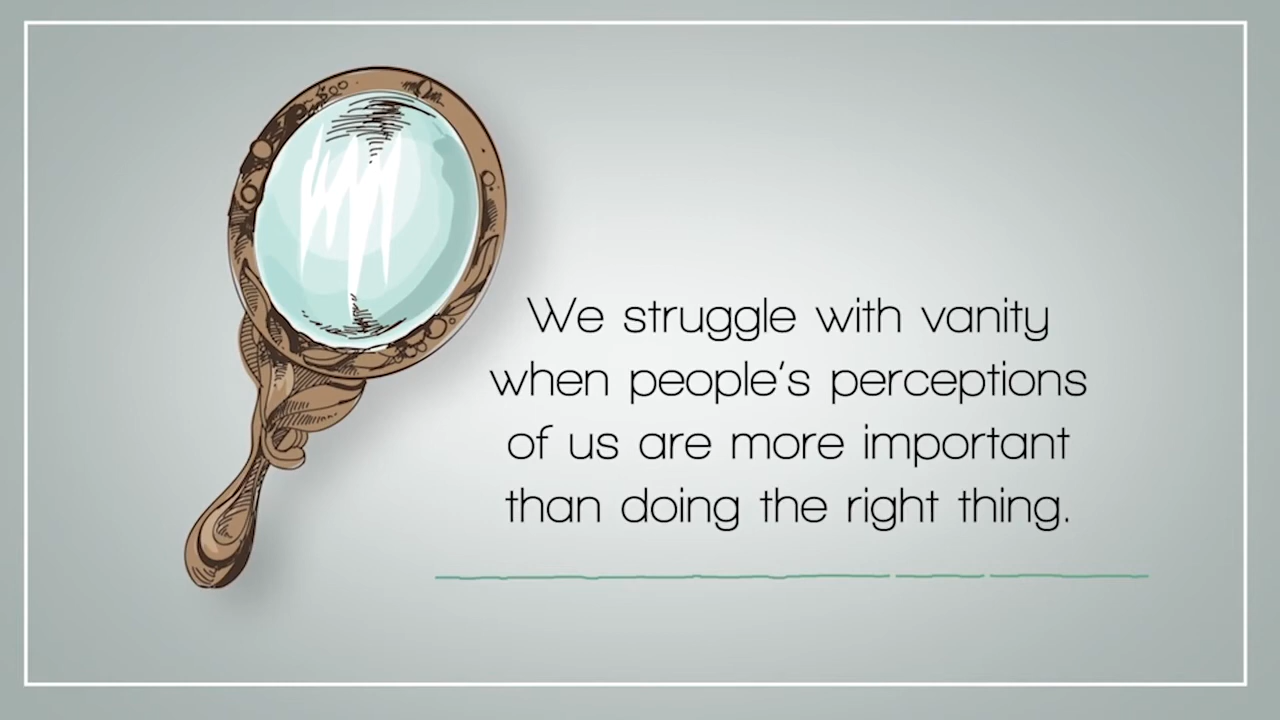 We struggle with vanity
when people's perceptions
of us are more important
than doing the right thing.